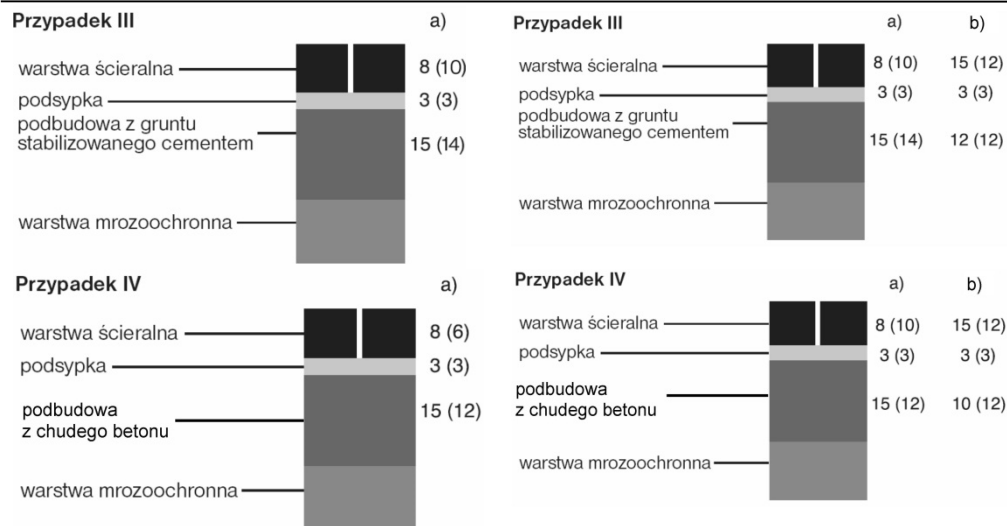 Przypadek III a)
warstwa ścieralna 8 (10)
podsypka 3 (3)
podbudowa z gruntu
stabilizowanego cementem 15 (14)
warstwa mrozoochronna
Przypadek III a) b)
warstwa ścieralna 8 (10) 15 (12)
podsypka 3 (3) 3 (3)
podbudowa z gruntu
stabilizowanego cementem 15 (14) 12 (12)
warstwa mrozoochronna
Przypadek IV a)
warstwa ścieralna 8 (6)
podsypka 3 (3)
podbudowa 15 (12)
z chudego betonu
warstwa mrozoochronna
Przypadek IV a) b)
warstwa ścieralna 8 (10) 15 (12)
podsypka 3 (3) 3 (3)
podbudowa
z chudego betonu 15 (12) 10 (12)
warstwa mrozoochronna